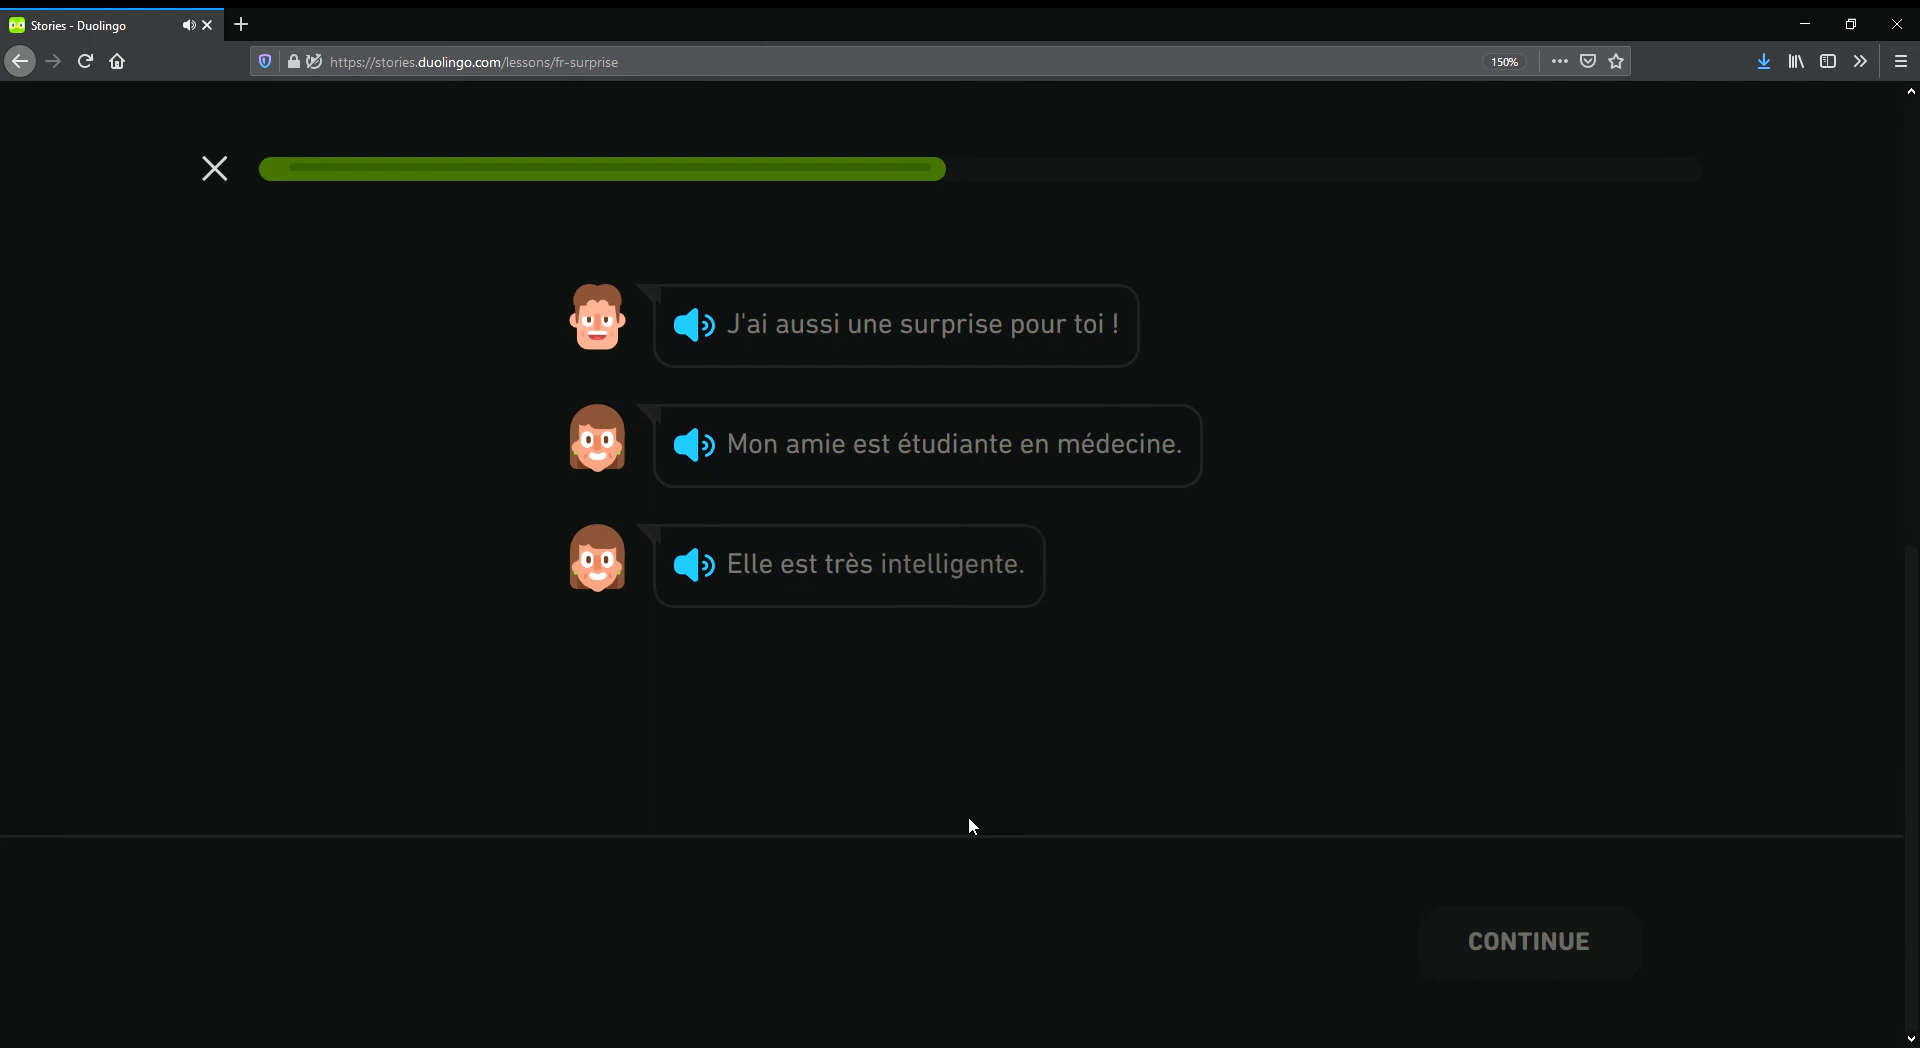 Stories - Duolingo
https://stories.duolingo.com/lessons/fr-surprise
150%
J'ai aussi une surprise pour toi !
Mon amie est étudiante en médecine.
Elle est très intelligente.
CONTINUE